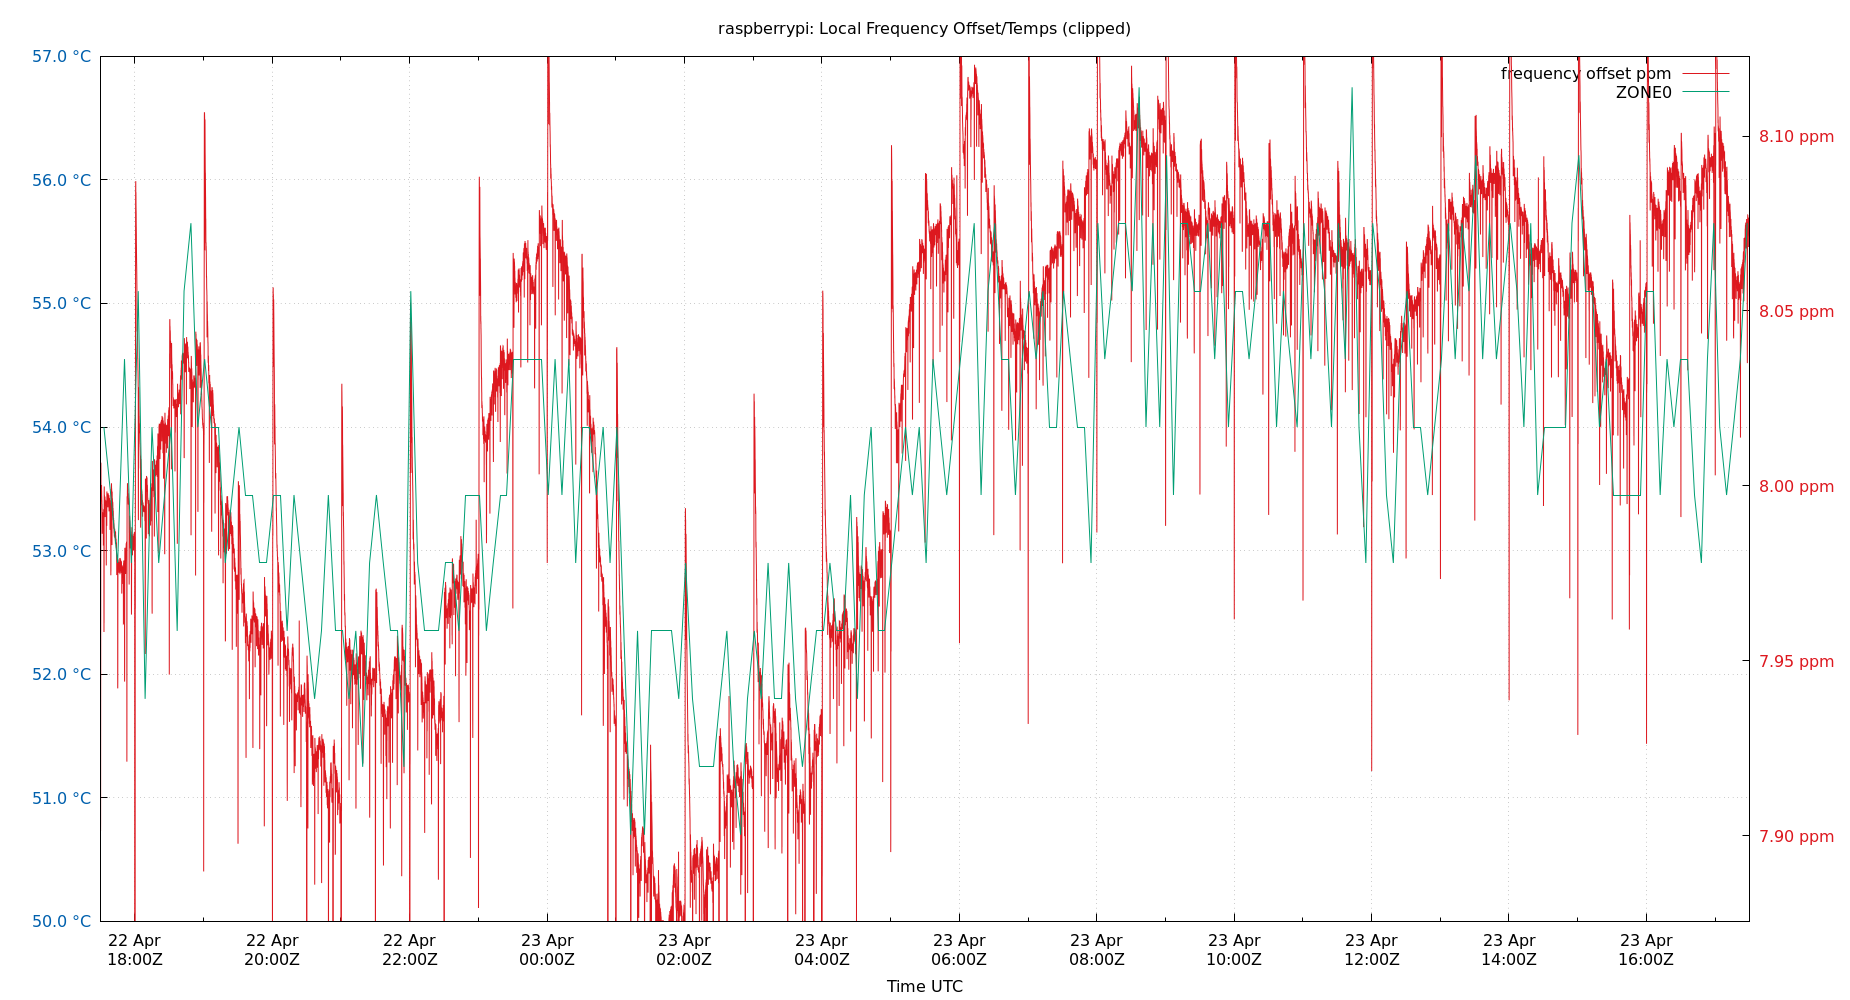 raspberrypi: Local Frequency Offset/Temps (clipped)
57.0 °C
56.0 °C
55.0 °C
54.0 °C
53.0 °C
52.0 °C
51.0 °C
50.0 °C
frequency offset ppm
ZONE0
8.10 ppm
8.05 ppm
8.00 ppm
7.95 ppm
7.90 ppm
22 Apr 22 Apr 22 Apr 23 Apr 23 Apr 23 Apr 23 Apr 23 Apr 23 Apr 23 Apr 23 Apr 23 Apr
18:00Z 20:00Z 22:00Z 00:00Z 02:00Z 04:00Z 06:00Z 08:00Z 10:00Z 12:00Z 14:00Z 16:00Z
Time UTC